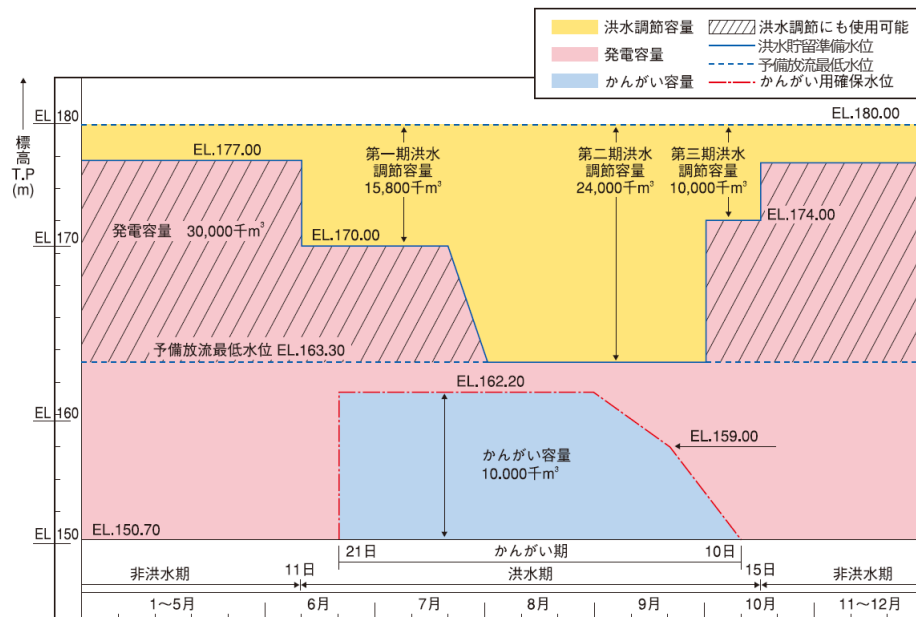 洪水調節容量
発電容量
かんがい容量
洪水調節にも使用可能
洪水貯留準備水位
予備放流最低水位
かんがい用確保水位
標高
T.P
(m)
EL.180
EL.170
EL.160
EL.150
EL.180.00
EL.177.00
第一期洪水
調節容量
15,800千m³
第二期洪水
調節容量
24,000千m³
第三期洪水
調節容量
10,000千m³
EL.174.00
発電容量 30,000千m³
EL.170.00
予備放流最低水位 EL.163.30
EL.162.20
EL.159.00
かんがい容量
10.000千m³
EL.150.70
21日 かんがい期 10日
非洪水期 11日 洪水期 15日 非洪水期
1～5月 6月 7月 8月 9月 10月 11～12月